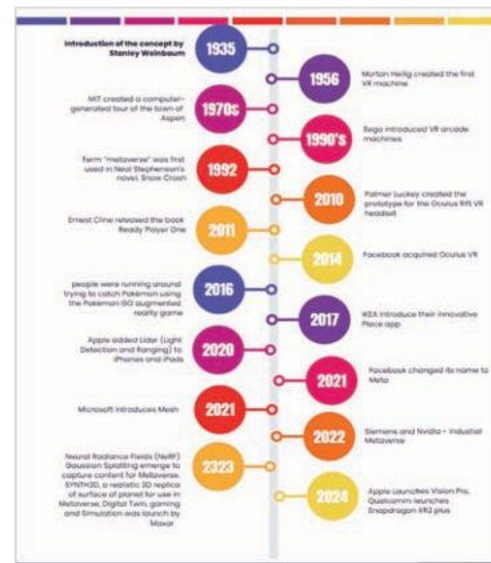 Introduction of the concept by
Stanley Weinbaum
1935
1956
Morton Heilig created the first
VR machine
MIT created a computer-
generated tour of the town of
Aspen
1970s
1990's
Sega introduced VR arcade
machines
Term "metaverse" was first
used in Neal Stephenson's
novel, Snow Crash
1992
2010
Palmer Luckey created the
prototype for the Oculus Rift VR
headset
Ernest Cline released the book
Ready Player One
2011
2014
Facebook acquired Oculus VR
people were running around
trying to catch Pokémon using
the Pokémon GO augmented
reality game
2016
2017
IKEA introduce their innovative
Place app
Apple added Lidar (Light
Detection and Ranging) to
iPhones and iPads
2020
2021
Facebook changed its name to
Meta
Microsoft introduces Mesh
2021
2022
Siemens and Nvidia - Industrial
Metaverse
Neural Radiance Fields (NeRF)
Gaussian Splatting emerge to
capture content for Metaverse.
SYNTH3D, a realistic 3D replica
of surface of planet for use in
Metaverse, Digital Twin, gaming
and Simulation was launch by
Maxar
2323
2024
Apple Launches Vision Pro,
Qualcomm launches
Snapdragon XR2 plus